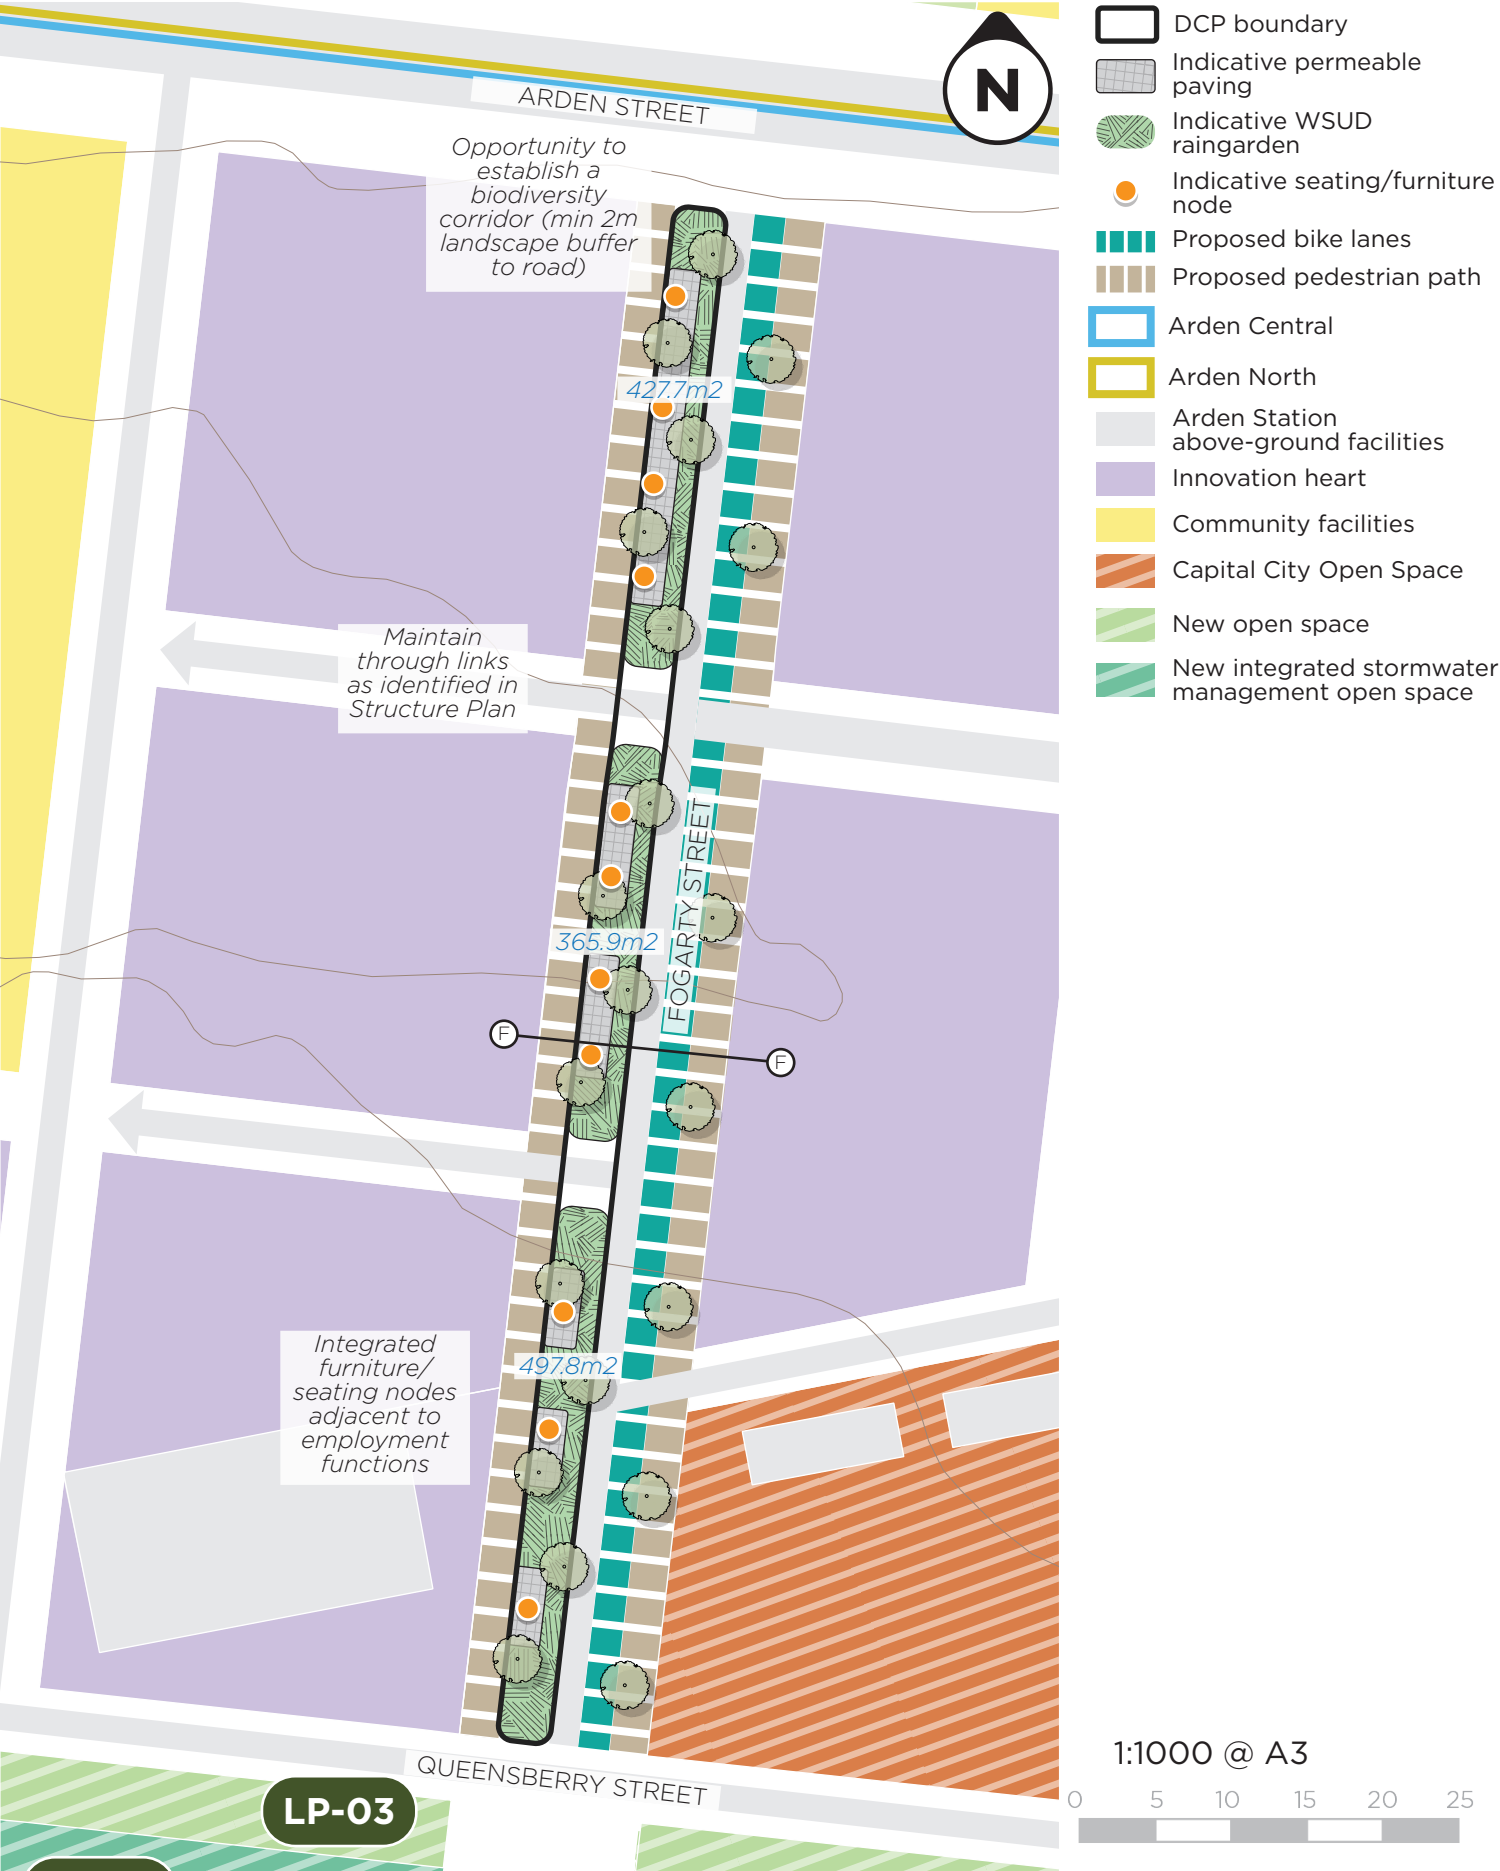 ARDEN STREET
N
Opportunity to
establish a
biodiversity
corridor (min 2m
landscape buffer
to road)
427.7m2
Maintain
through links
as identified in
Structure Plan
FOGARTY STREET
365.9m2
F
F
Integrated
furniture/
seating nodes
adjacent to
employment
functions
497.8m2
QUEENSBERRY STREET
LP-03
DCP boundary
Indicative permeable
paving
Indicative WSUD
raingarden
Indicative seating/furniture
node
Proposed bike lanes
Proposed pedestrian path
Arden Central
Arden North
Arden Station
above-ground facilities
Innovation heart
Community facilities
Capital City Open Space
New open space
New integrated stormwater
management open space
1:1000 @ A3
0 5 10 15 20 25